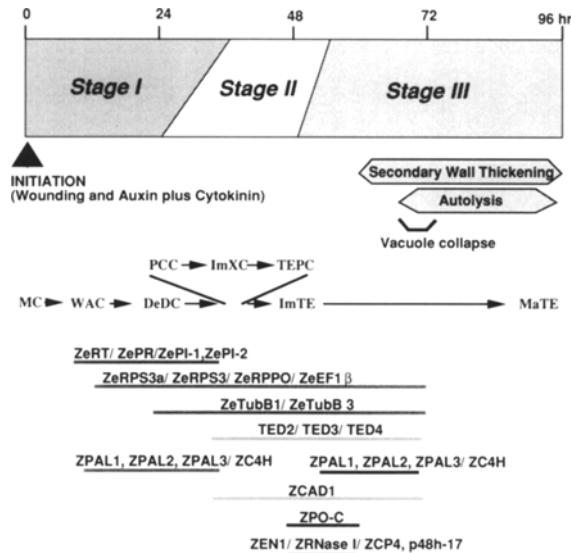 0 24 48 72 96 hr
Stage I Stage II Stage III
INITIATION
(Wounding and Auxin plus Cytokinin)
Secondary Wall Thickening
Autolysis
Vacuole collapse
PCC ImXC TEPC
MC WAC DeDC ImTE MaTE
ZeRT/ ZePR/ZePI-1,ZePI-2
ZeRPS3a/ ZeRPS3/ ZeRPPO/ ZeEF1 β
ZeTubB1/ ZeTubB 3
TED2/ TED3/ TED4
ZPAL1, ZPAL2, ZPAL3/ ZC4H ZPAL1, ZPAL2, ZPAL3/ ZC4H
ZCAD1
ZPO-C
ZEN1/ ZRNase I/ ZCP4, p48h-17